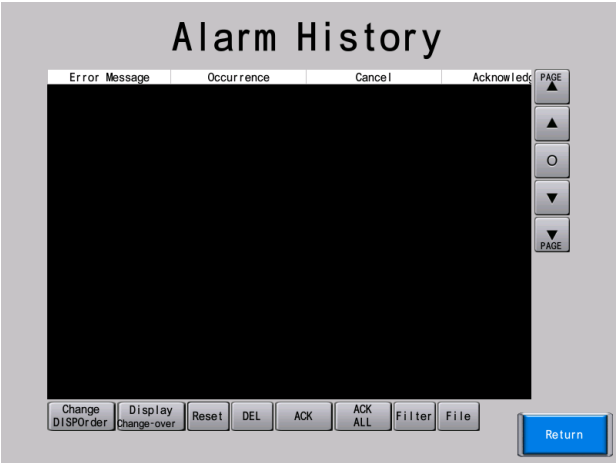 Alarm History
Error Message Occurrence Cancel Acknowledg
PAGE
O
PAGE
Change DISPOrder
Display Change-over
Reset
DEL
ACK
ACK ALL
Filter
File
Return